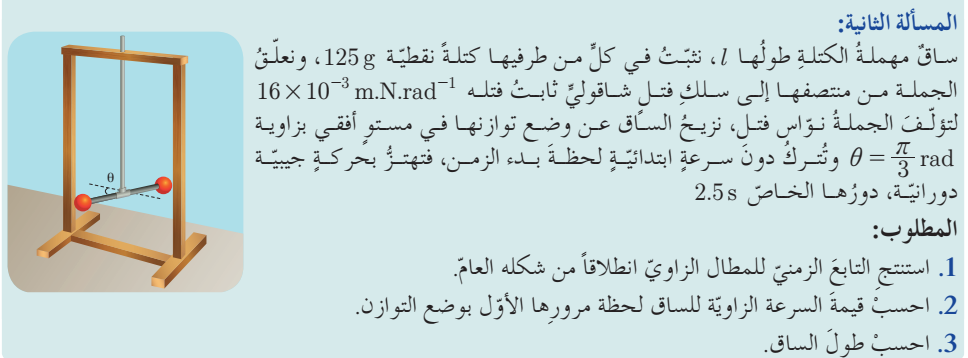 المسألة الثانية:
ساقٌ مهملةُ الكتلةِ طولُها l، نثبّتُ في كلٍّ من طرفيها كتلةً نقطيّة 125 g، ونعلّقُ
الجملة من منتصفها إلى سلكِ فتلٍ شاقوليٍّ ثابتُ فتله 16×10⁻³ m.N.rad⁻¹
لتؤلّفَ الجملةُ نوّاس فتل، نزيحُ السّاق عن وضع توازنها في مستوٍ أفقي بزاوية
θ = π/3 rad وتُتركُ دونَ سرعةٍ ابتدائيّةٍ لحظةَ بدء الزمن، فتهتزُّ بحركةٍ جيبيّة
دورانيّة، دورُها الخاصّ 2.5 s
المطلوب:
1. استنتجِ التابعَ الزمنيّ للمطال الزاويّ انطلاقاً من شكله العامّ.
2. احسبْ قيمةَ السرعة الزاويّة للساق لحظة مرورِها الأوّل بوضع التوازن.
3. احسبْ طولَ الساق.
θ